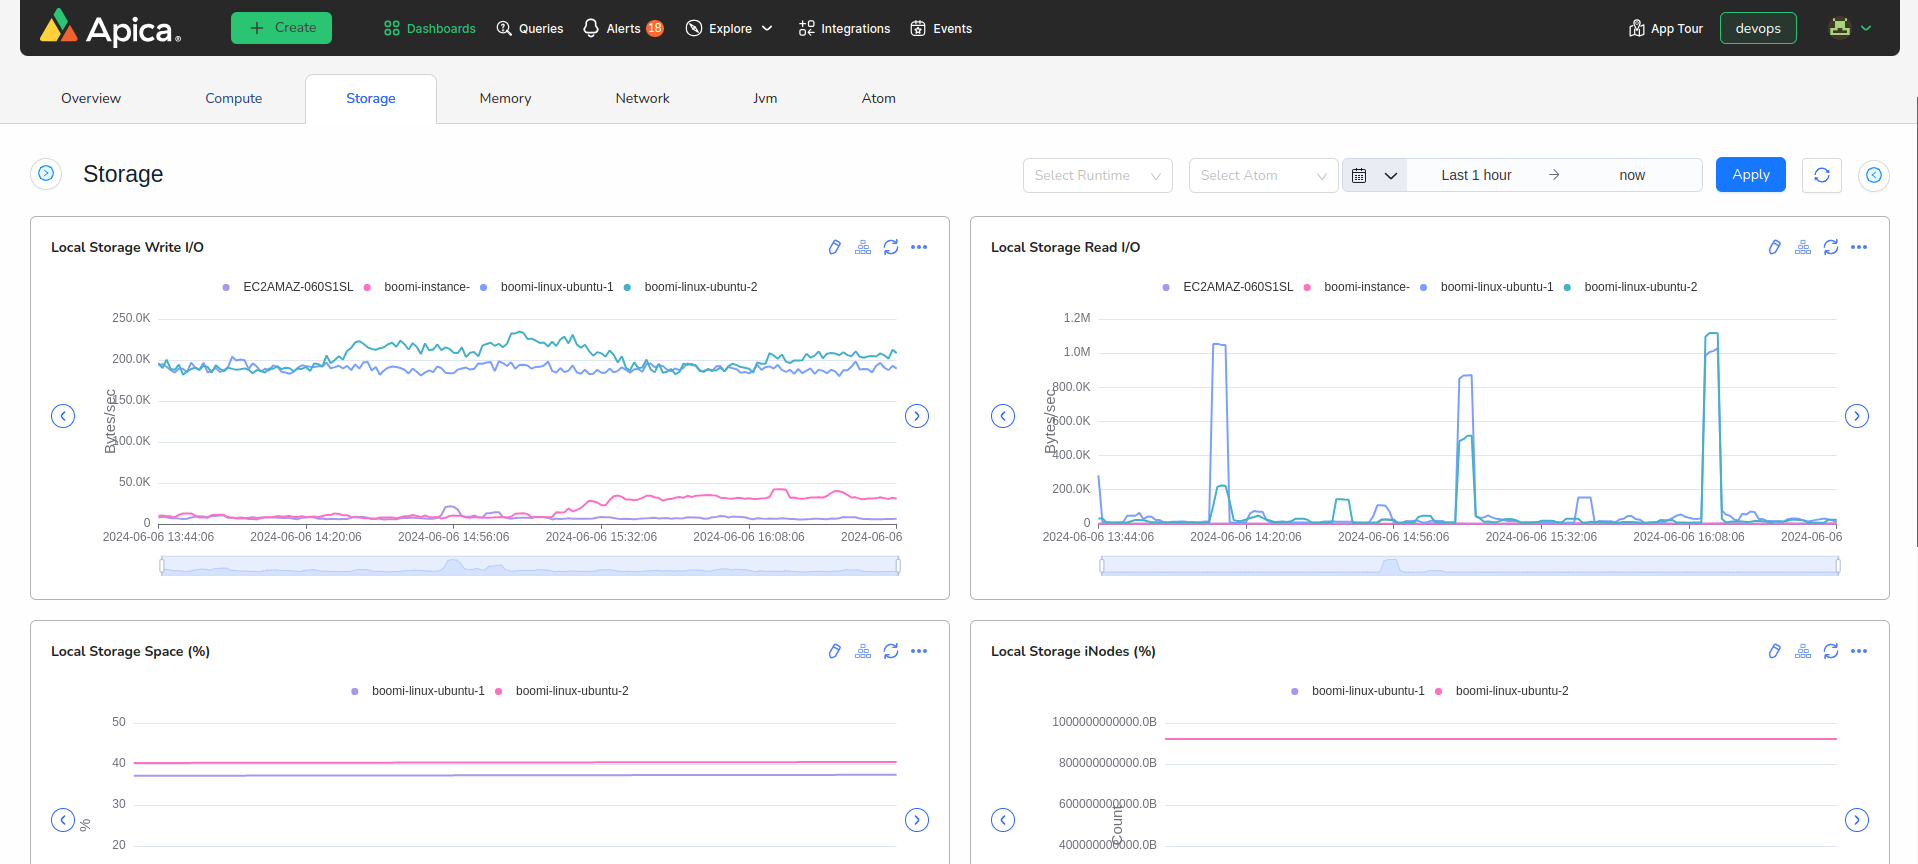 Apica
Create
Dashboards
Queries
Alerts 18
Explore
Integrations
Events
App Tour
devops
Overview
Compute
Storage
Memory
Network
Jvm
Atom
Storage
Select Runtime
Select Atom
Last 1 hour → now
Apply
Local Storage Write I/O
EC2AMAZ-060S1SL boomi-instance- boomi-linux-ubuntu-1 boomi-linux-ubuntu-2
250.0K
200.0K
150.0K
100.0K
50.0K
0
Bytes/sec
2024-06-06 13:44:06 2024-06-06 14:20:06 2024-06-06 14:56:06 2024-06-06 15:32:06 2024-06-06 16:08:06 2024-06-06
Local Storage Read I/O
EC2AMAZ-060S1SL boomi-instance- boomi-linux-ubuntu-1 boomi-linux-ubuntu-2
1.2M
1.0M
800.0K
600.0K
400.0K
200.0K
0
Bytes/sec
2024-06-06 13:44:06 2024-06-06 14:20:06 2024-06-06 14:56:06 2024-06-06 15:32:06 2024-06-06 16:08:06 2024-06-06
Local Storage Space (%)
boomi-linux-ubuntu-1 boomi-linux-ubuntu-2
50
40
30
20
%
Local Storage iNodes (%)
boomi-linux-ubuntu-1 boomi-linux-ubuntu-2
1000000000000.0B
800000000000.0B
600000000000.0B
400000000000.0B
Count